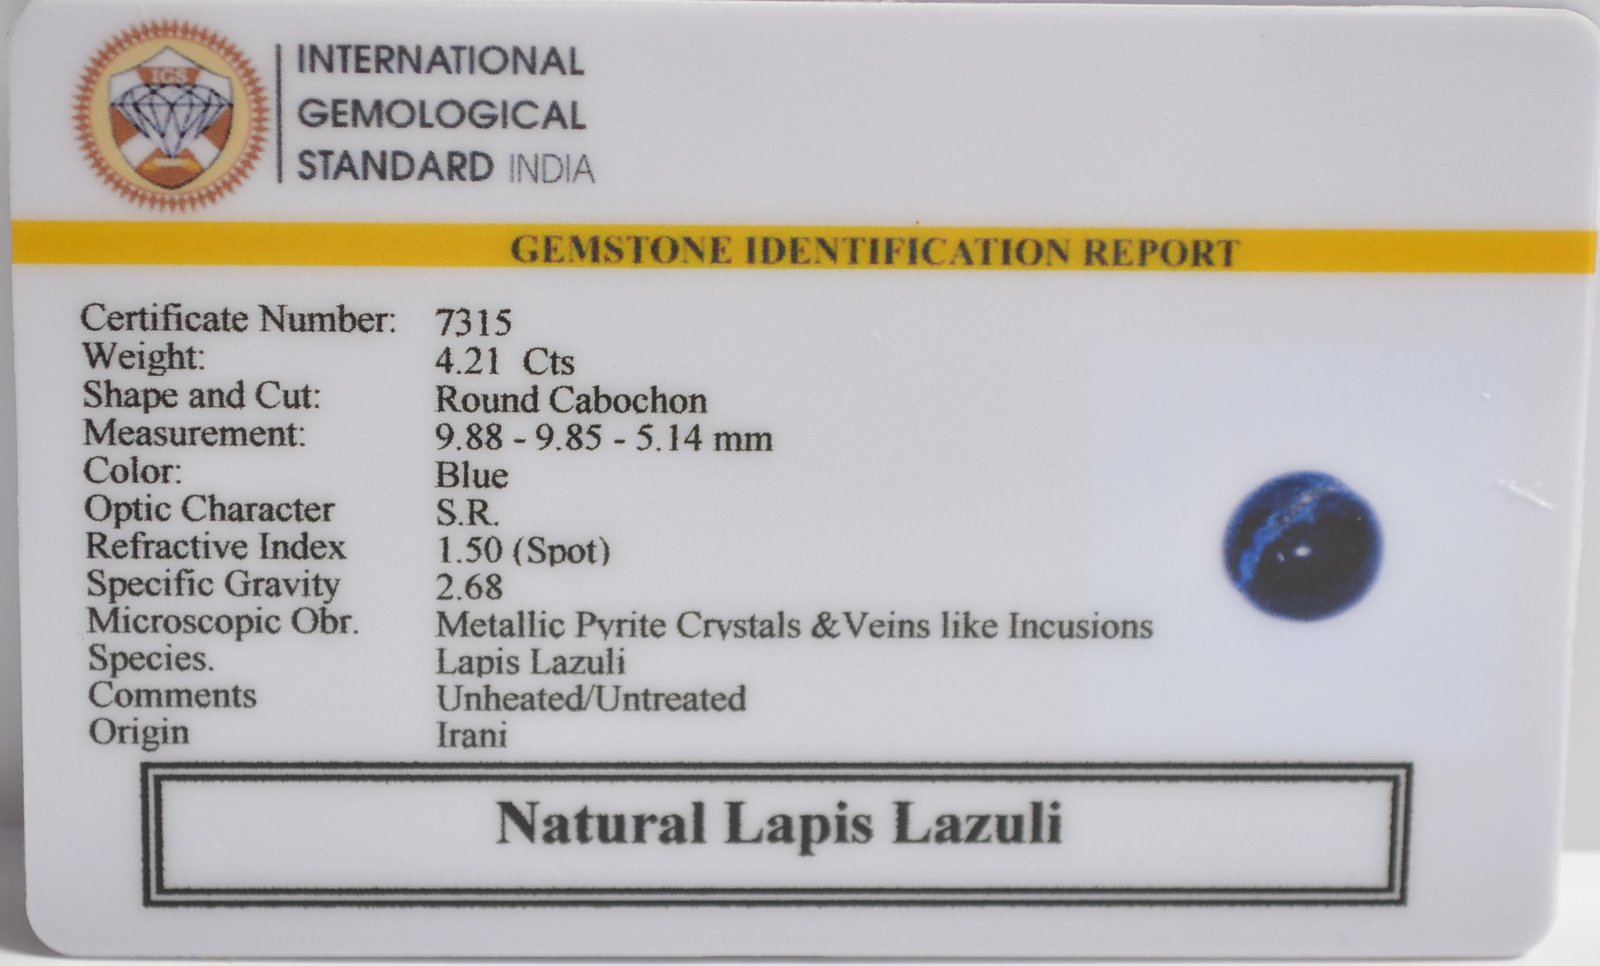 IGS
INTERNATIONAL
GEMOLOGICAL
STANDARD INDIA
GEMSTONE IDENTIFICATION REPORT
Certificate Number: 7315
Weight: 4.21 Cts
Shape and Cut: Round Cabochon
Measurement: 9.88 - 9.85 - 5.14 mm
Color: Blue
Optic Character S.R.
Refractive Index 1.50 (Spot)
Specific Gravity 2.68
Microscopic Obr. Metallic Pyrite Crystals &Veins like Incusions
Species. Lapis Lazuli
Comments Unheated/Untreated
Origin Irani
Natural Lapis Lazuli